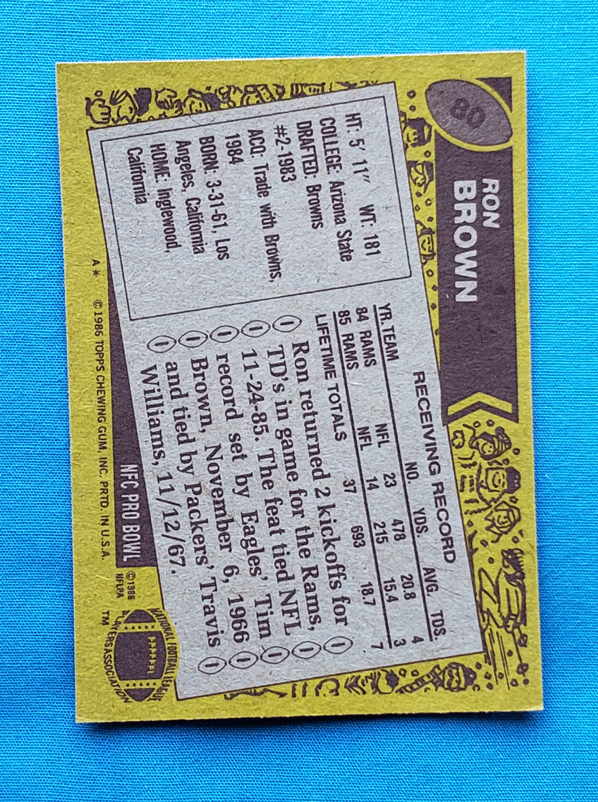 80
RON
BROWN
HT: 5' 11" WT: 181
COLLEGE: Arizona State
DRAFTED: Browns
#2-1983
ACQ: Trade with Browns,
1984
BORN: 3-31-61, Los
Angeles, California
HOME: Inglewood,
California
RECEIVING RECORD
YR. TEAM NO. YDS. AVG. TDS.
84 RAMS NFL 23 478 20.8 4
85 RAMS NFL 14 215 15.4 3
LIFETIME TOTALS 37 693 18.7 7
Ron returned 2 kickoffs for
TD's in game for the Rams,
11-24-85. The feat tied NFL
record set by Eagles' Tim
Brown, November 6, 1966
and tied by Packers' Travis
Williams, 11/12/67.
NFC PRO BOWL
©1986
NFLPA
NATIONAL FOOTBALL LEAGUE
PLAYERS ASSOCIATION
TM
A* ©1986 TOPPS CHEWING GUM, INC. PRTD. IN U.S.A.